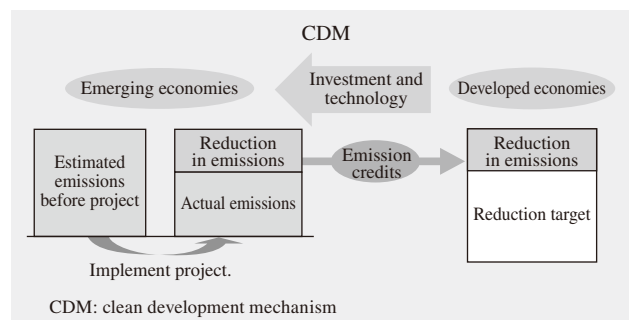 CDM
Emerging economies
Investment and
technology
Developed economies
Estimated
emissions
before project
Reduction
in emissions
Actual emissions
Emission
credits
Reduction
in emissions
Reduction target
Implement project.
CDM: clean development mechanism